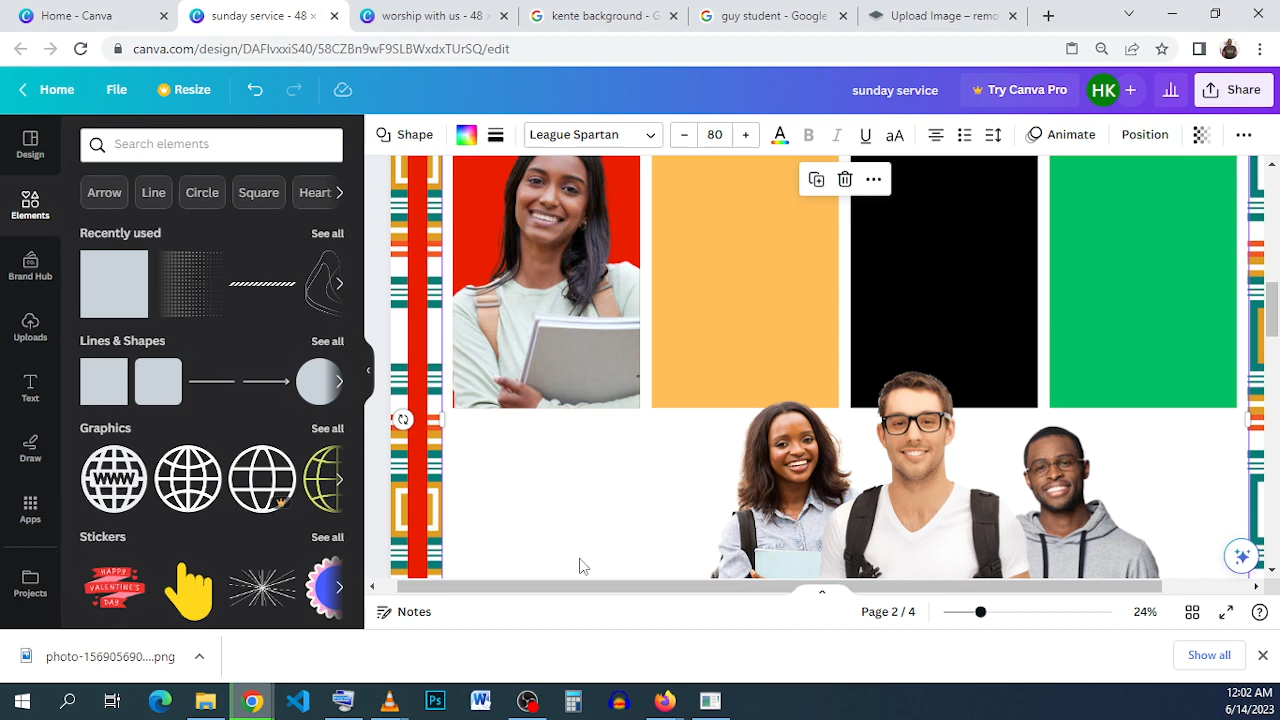 Home - Canva
sunday service - 48 ×
worship with us - 48 ×
kente background - G
guy student - Google
Upload Image – remo
canva.com/design/DAFlvxxiS40/58CZBn9wF9SLBWxdxTUrSQ/edit
Home
File
Resize
sunday service
Try Canva Pro
HK
+
Share
Design
Elements
Brand Hub
Uploads
Text
Draw
Apps
Projects
Search elements
Arrow
Line
Circle
Square
Heart
Recently used
See all
Lines & Shapes
See all
Graphics
See all
WWW
Stickers
See all
HAPPY
VALENTINE'S
DAY
Shape
League Spartan
– 80 +
A
B
I
U
aA
Animate
Position
Notes
Page 2 / 4
24%
photo-156905690....png
Show all
12:02 AM
6/14/2023